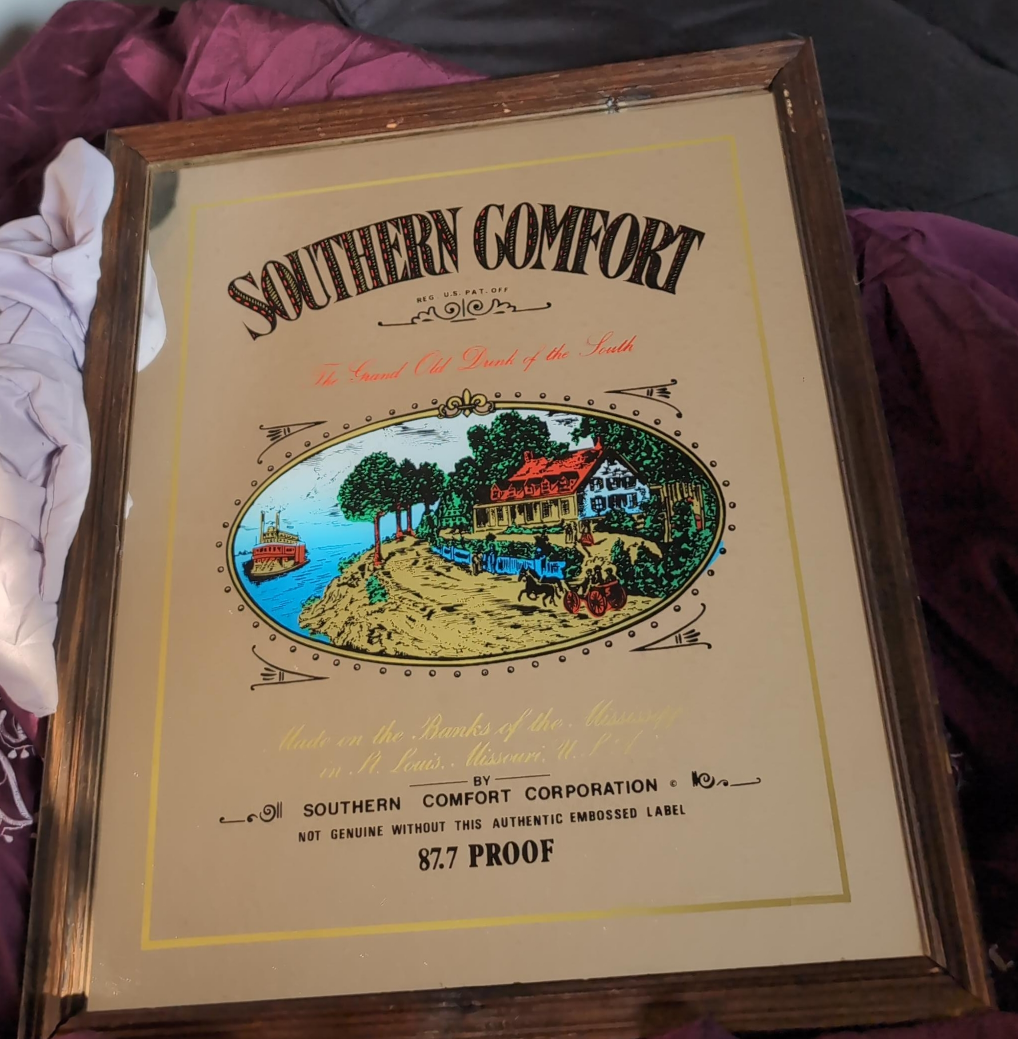 SOUTHERN COMFORT
REG. U.S. PAT. OFF
The Grand Old Drink of the South
Made on the Banks of the Mississippi
in St. Louis, Missouri, U.S.A.
BY
SOUTHERN COMFORT CORPORATION ©
NOT GENUINE WITHOUT THIS AUTHENTIC EMBOSSED LABEL
87.7 PROOF